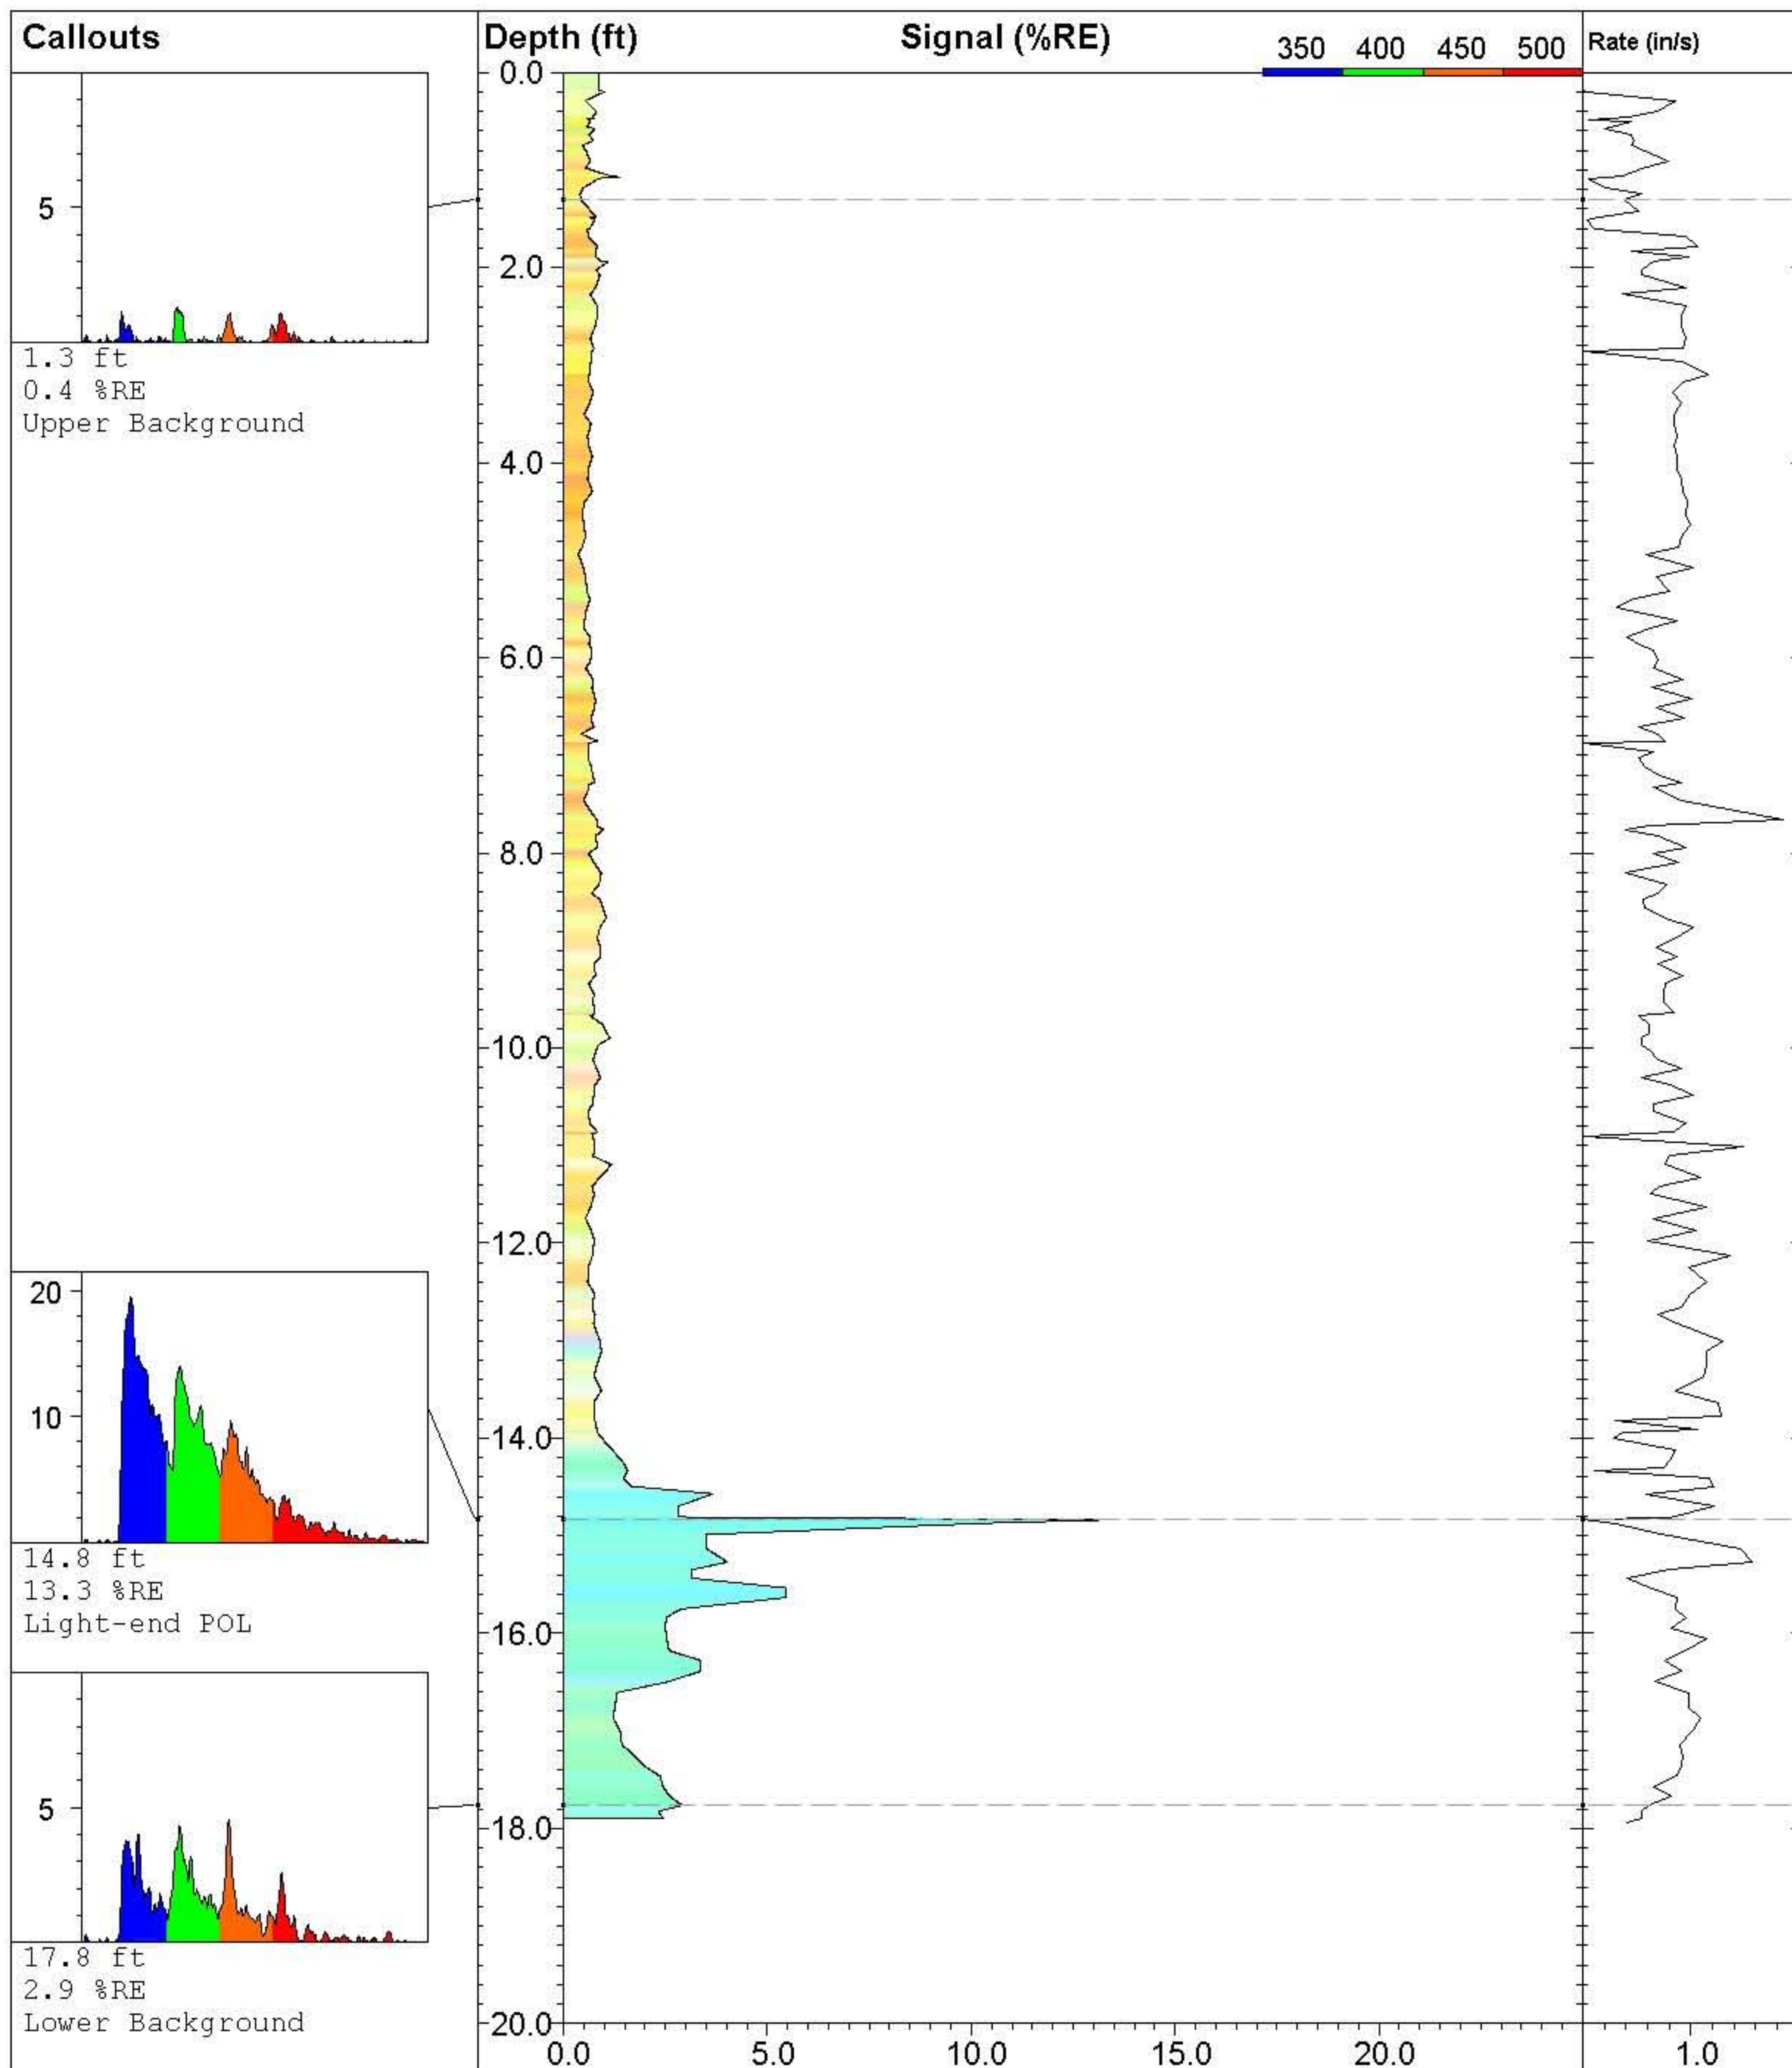 Callouts
Depth (ft)
Signal (%RE)
350 400 450 500
Rate (in/s)
5
1.3 ft
0.4 %RE
Upper Background
20
10
14.8 ft
13.3 %RE
Light-end POL
5
17.8 ft
2.9 %RE
Lower Background
0.0
2.0
4.0
6.0
8.0
10.0
12.0
14.0
16.0
18.0
20.0
0.0 5.0 10.0 15.0 20.0
1.0